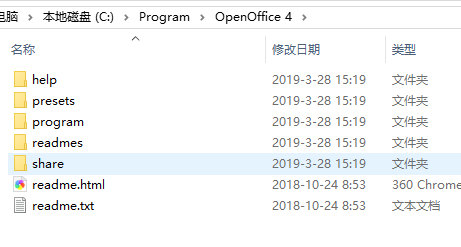 电脑 > 本地磁盘 (C:) > Program > OpenOffice 4 >
名称 修改日期 类型
help 2019-3-28 15:19 文件夹
presets 2019-3-28 15:19 文件夹
program 2019-3-28 15:19 文件夹
readmes 2019-3-28 15:19 文件夹
share 2019-3-28 15:19 文件夹
readme.html 2018-10-24 8:53 360 Chrome
readme.txt 2018-10-24 8:53 文本文档